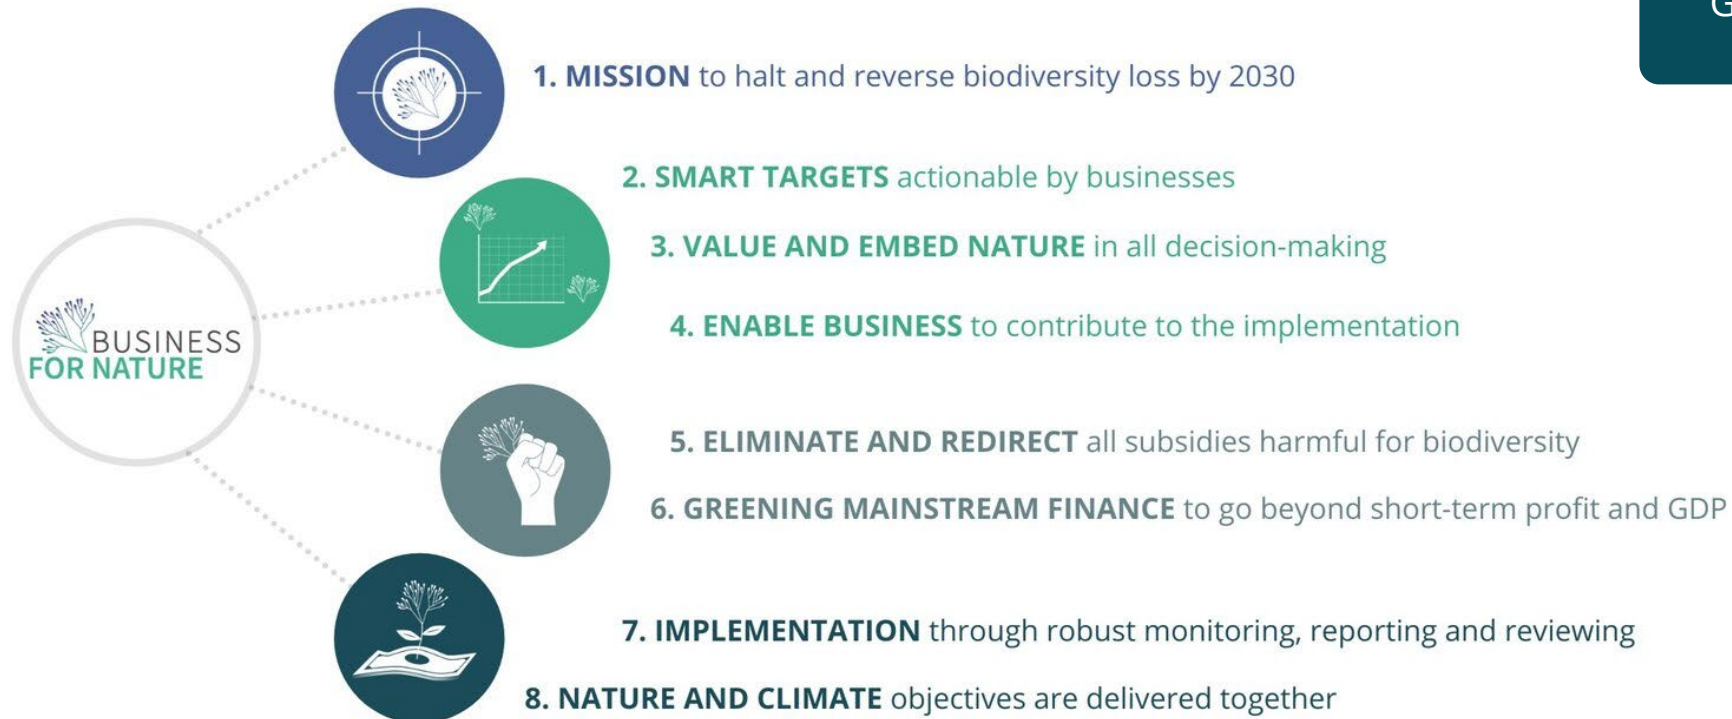 G
1. MISSION to halt and reverse biodiversity loss by 2030
2. SMART TARGETS actionable by businesses
3. VALUE AND EMBED NATURE in all decision-making
4. ENABLE BUSINESS to contribute to the implementation
BUSINESS
FOR NATURE
5. ELIMINATE AND REDIRECT all subsidies harmful for biodiversity
6. GREENING MAINSTREAM FINANCE to go beyond short-term profit and GDP
7. IMPLEMENTATION through robust monitoring, reporting and reviewing
8. NATURE AND CLIMATE objectives are delivered together